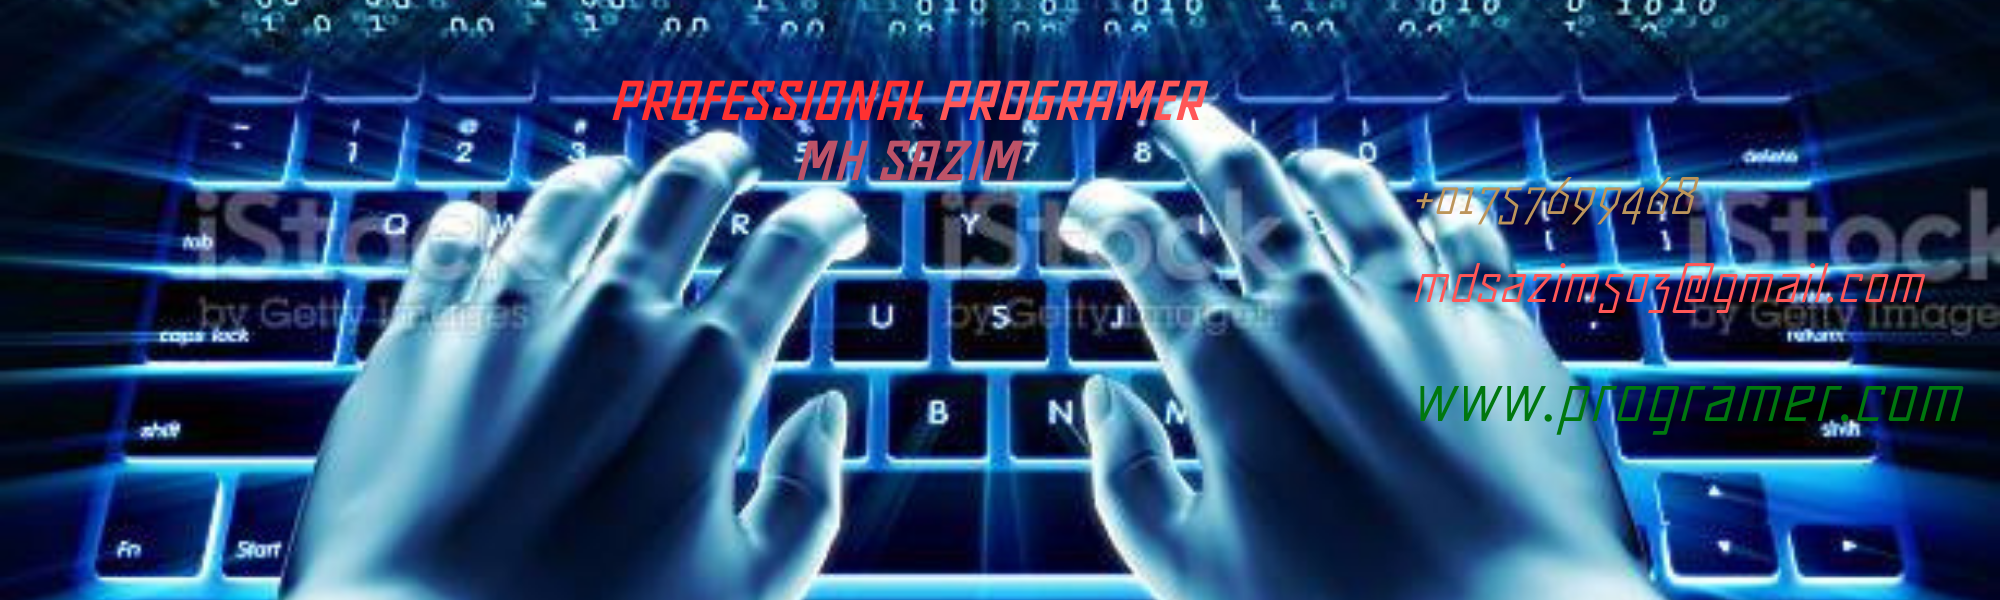 PROFESSIONAL PROGRAMER
MH SAZIM
+01757699468
mdsazim503@gmail.com
www.programer.com
iStock iStock iStock
by Getty Images by Getty Images by Getty Image
1 2 3 5 6 7 8 0 delete
tab Q W R Y I
caps lock U S J return
shift B N M shift
Fn Start